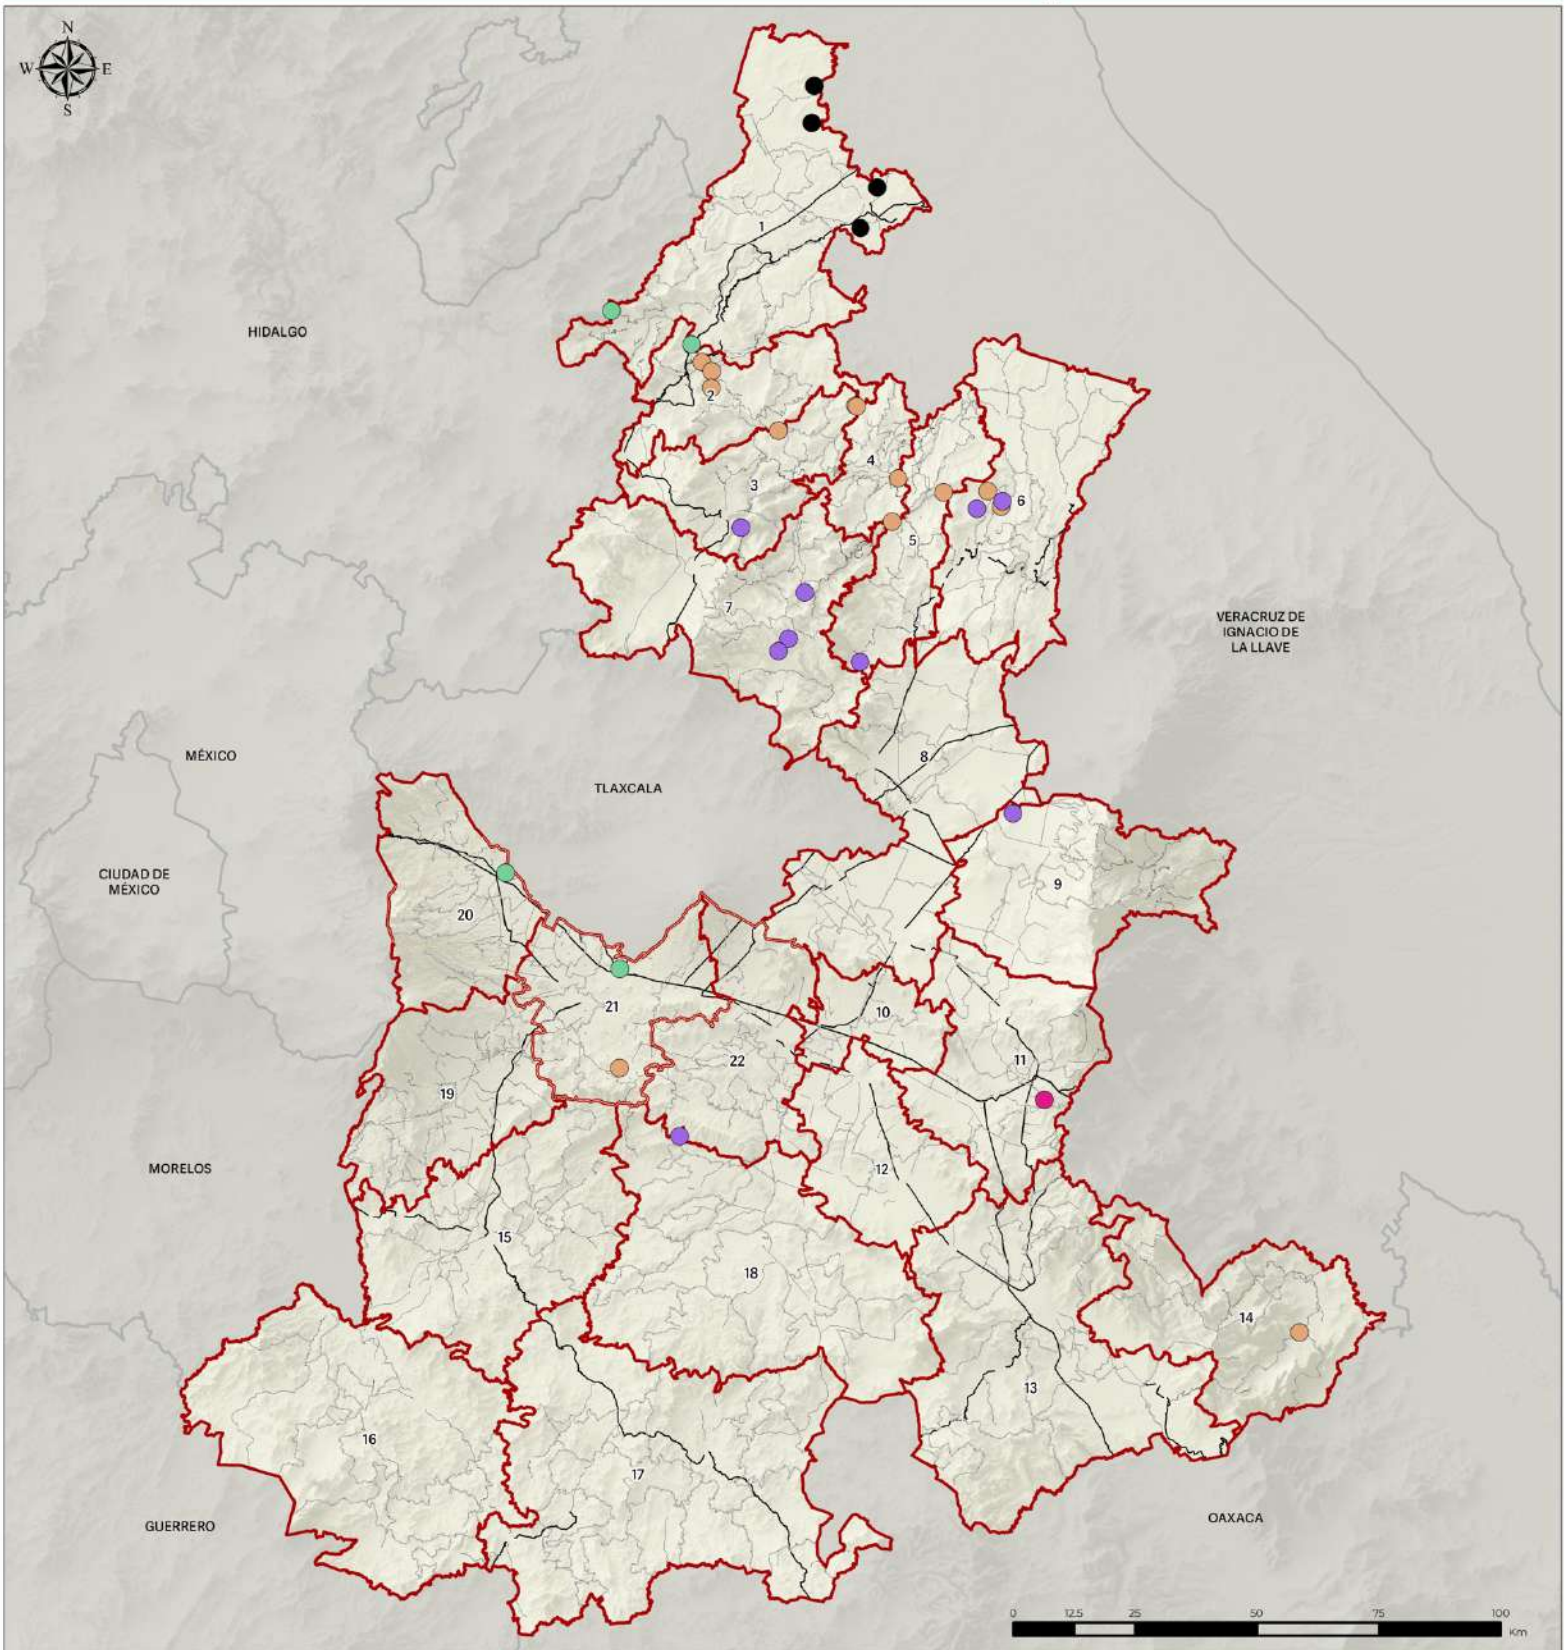 N
W E
S
1
HIDALGO
2
4
3
6
5
7
VERACRUZ DE
IGNACIO DE
LA LLAVE
MÉXICO
8
TLAXCALA
CIUDAD DE
MÉXICO
9
20
21
10
22
11
19
MORELOS
12
15
18
14
13
16
17
GUERRERO
OAXACA
0 12.5 25 50 75 100
Km